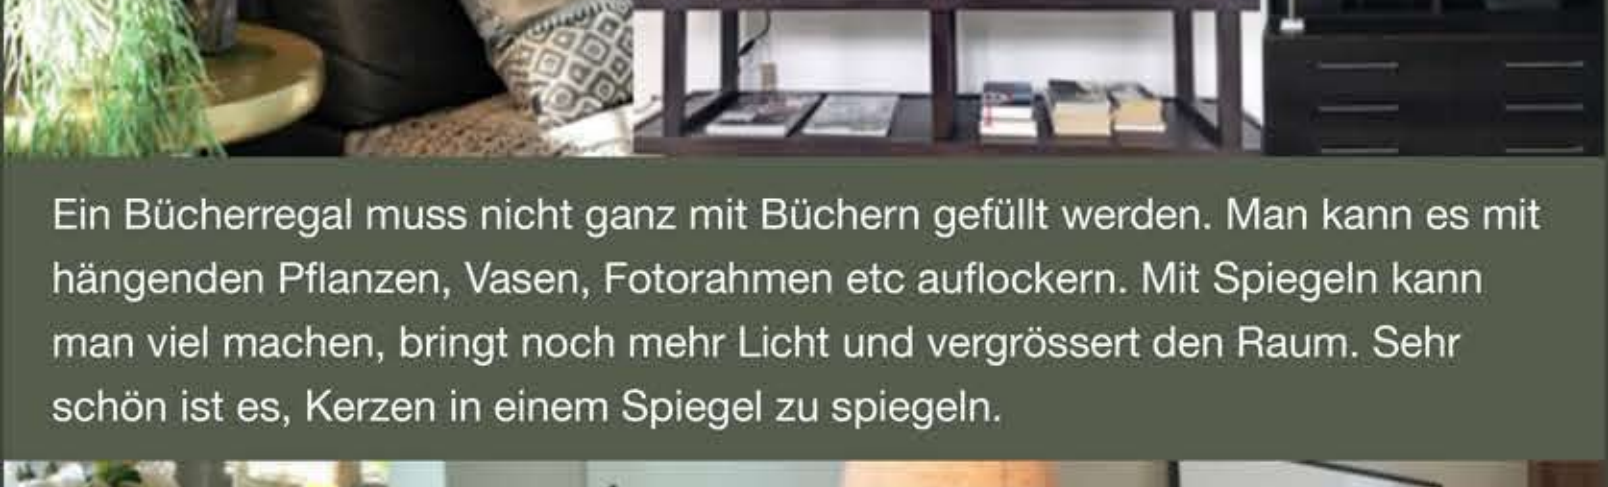 Ein Bücherregal muss nicht ganz mit Büchern gefüllt werden. Man kann es mit
hängenden Pflanzen, Vasen, Fotorahmen etc auflockern. Mit Spiegeln kann
man viel machen, bringt noch mehr Licht und vergrössert den Raum. Sehr
schön ist es, Kerzen in einem Spiegel zu spiegeln.